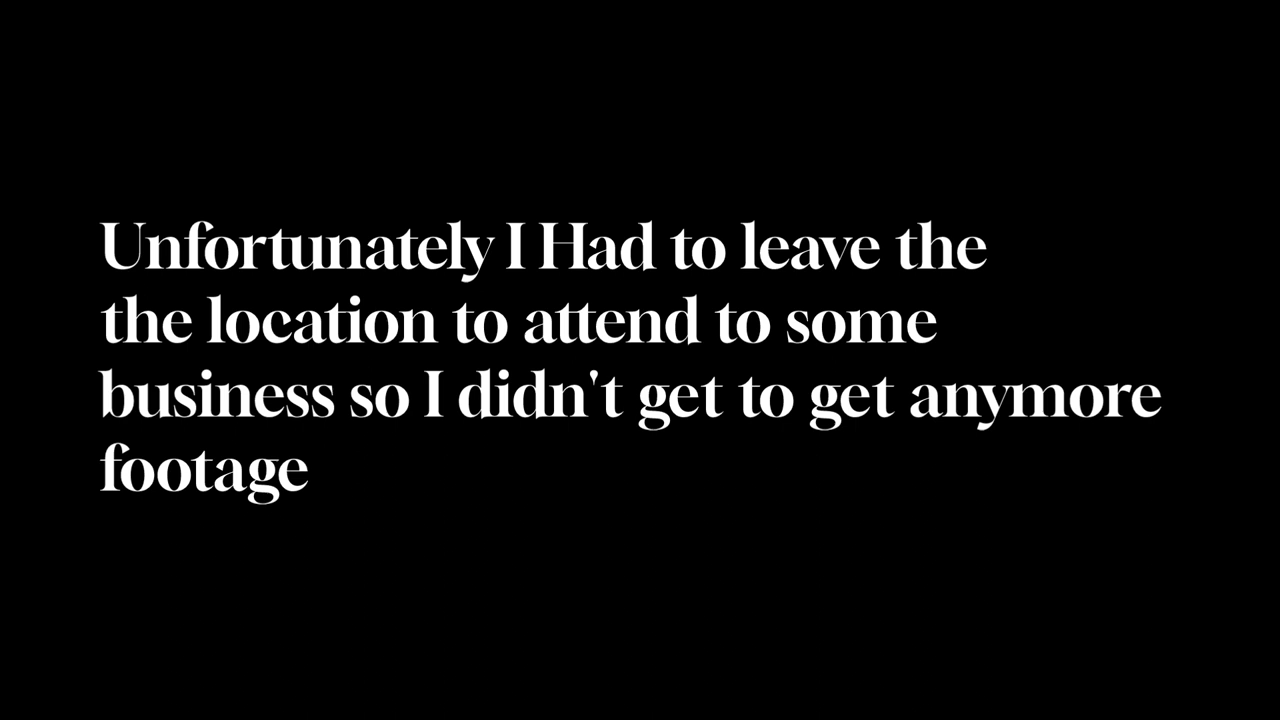 Unfortunately I Had to leave the
the location to attend to some
business so I didn't get to get anymore
footage